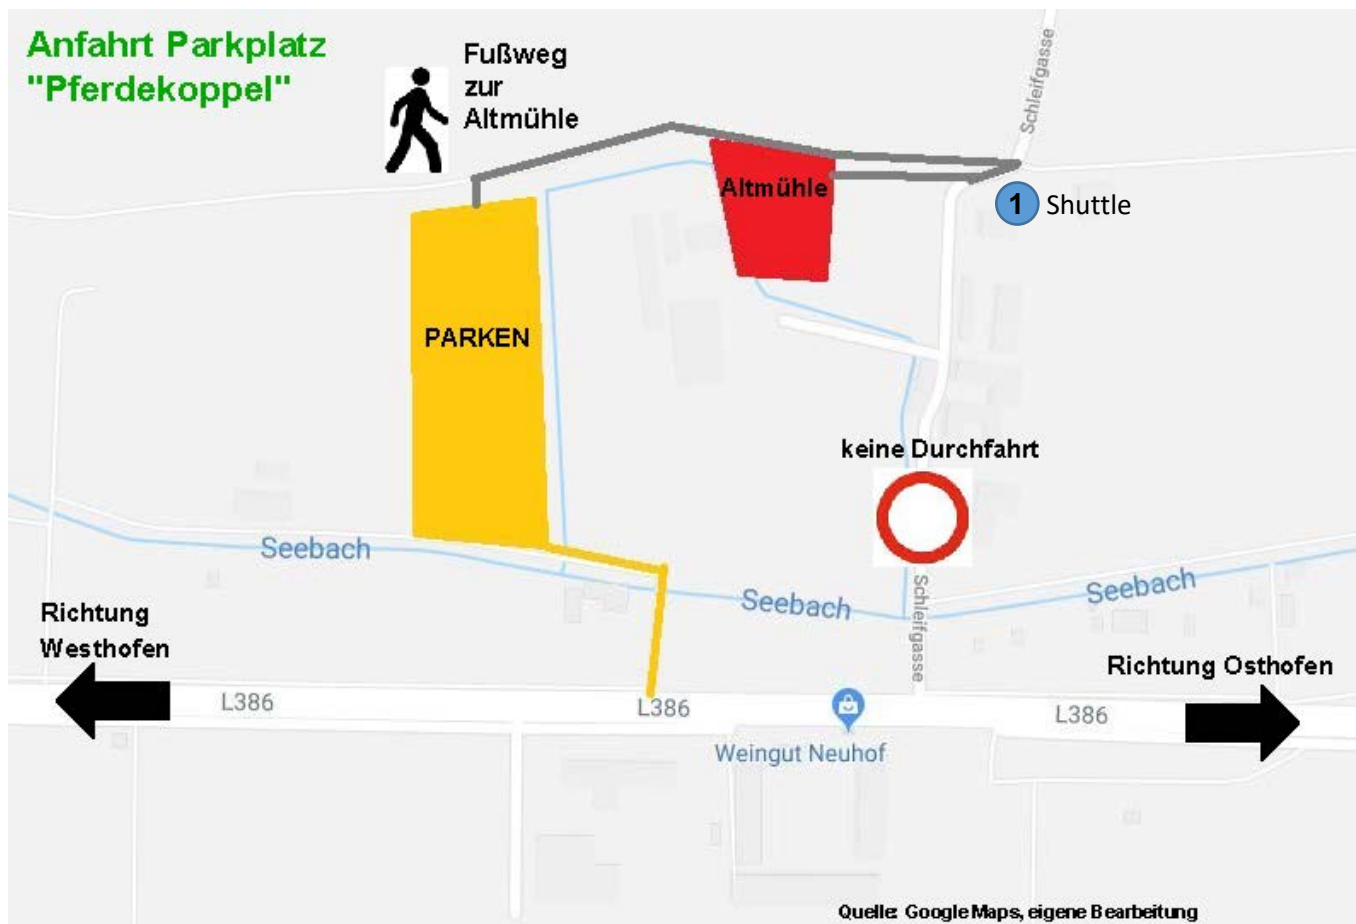 Anfahrt Parkplatz
"Pferdekoppel"
Fußweg
zur
Altmühle
Schleifgasse
Altmühle
1 Shuttle
PARKEN
keine Durchfahrt
Seebach
Seebach
Seebach
Schleifgasse
Richtung
Westhofen
Richtung Osthofen
L386
L386
L386
Weingut Neuhof
Quelle: Google Maps, eigene Bearbeitung